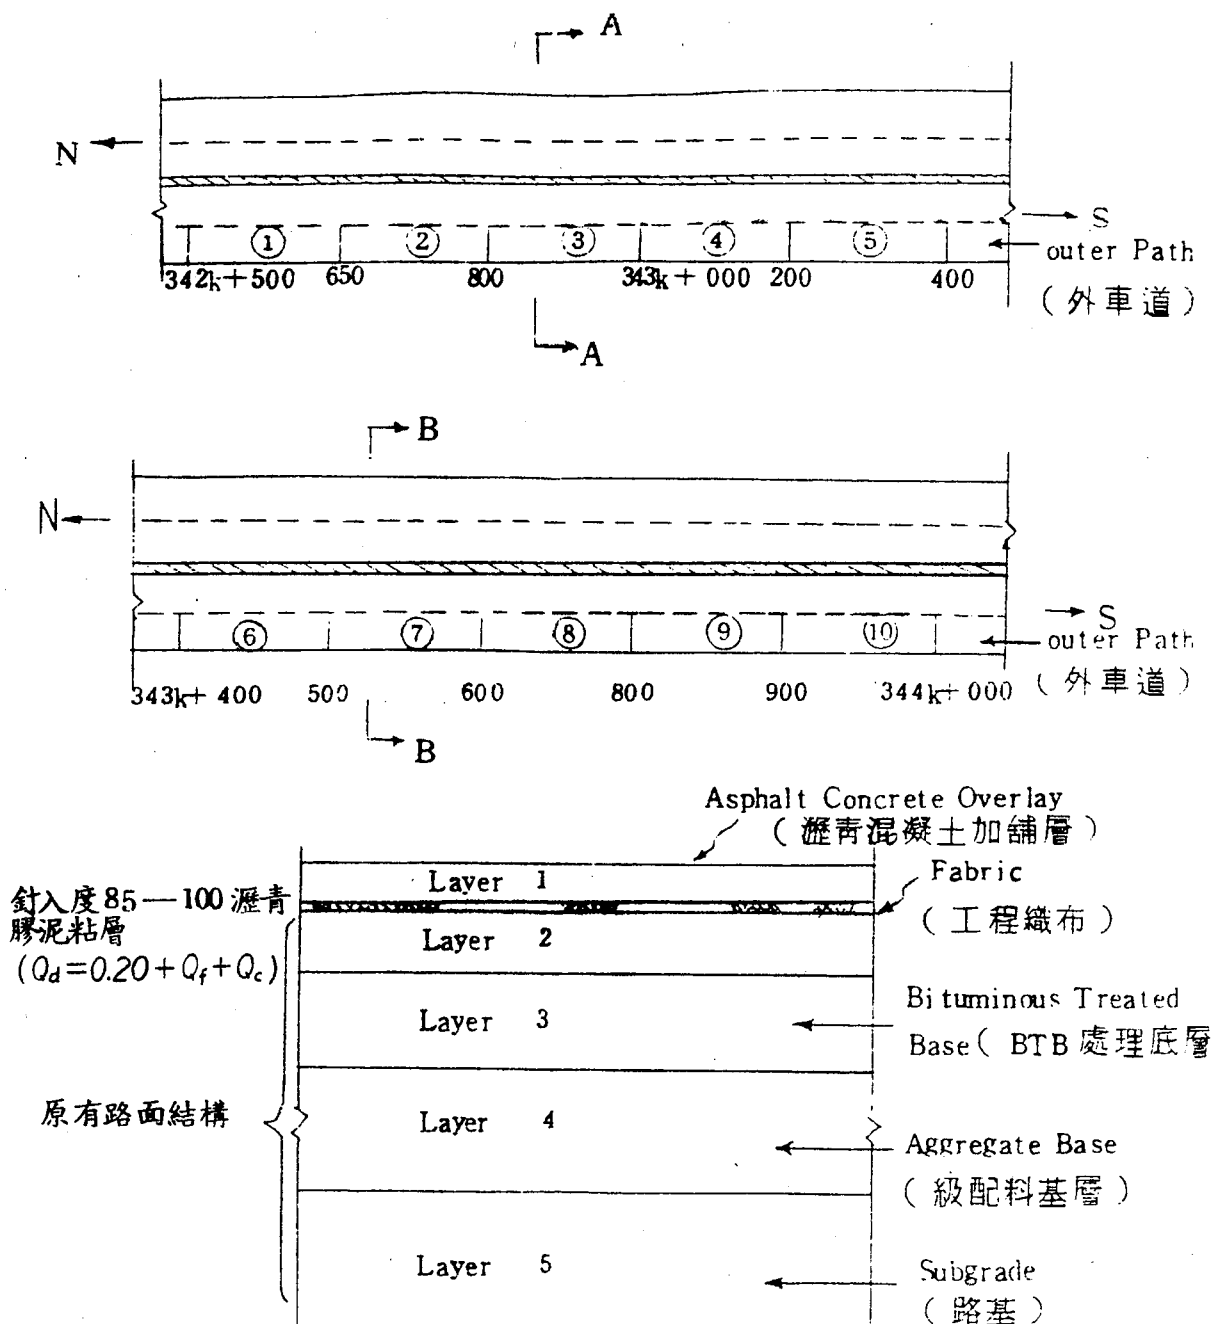 A
N
S
① ② ③ ④ ⑤
outer Path
342k+500 650 800 343k+000 200 400
(外車道)
A
B
N
S
⑥ ⑦ ⑧ ⑨ ⑩
outer Path
(外車道)
343k+ 400 500 600 800 900 344k+000
B
Asphalt Concrete Overlay
(瀝青混凝土加舖層)
Layer 1
Fabric
(工程織布)
針入度85—100瀝青
膠泥粘層
(Qd=0.20+Qf+Qc)
Layer 2
Layer 3
Bituminous Treated
Base( BTB 處理底層
原有路面結構
Layer 4
Aggregate Base
(級配料基層)
Layer 5
Subgrade
(路基)